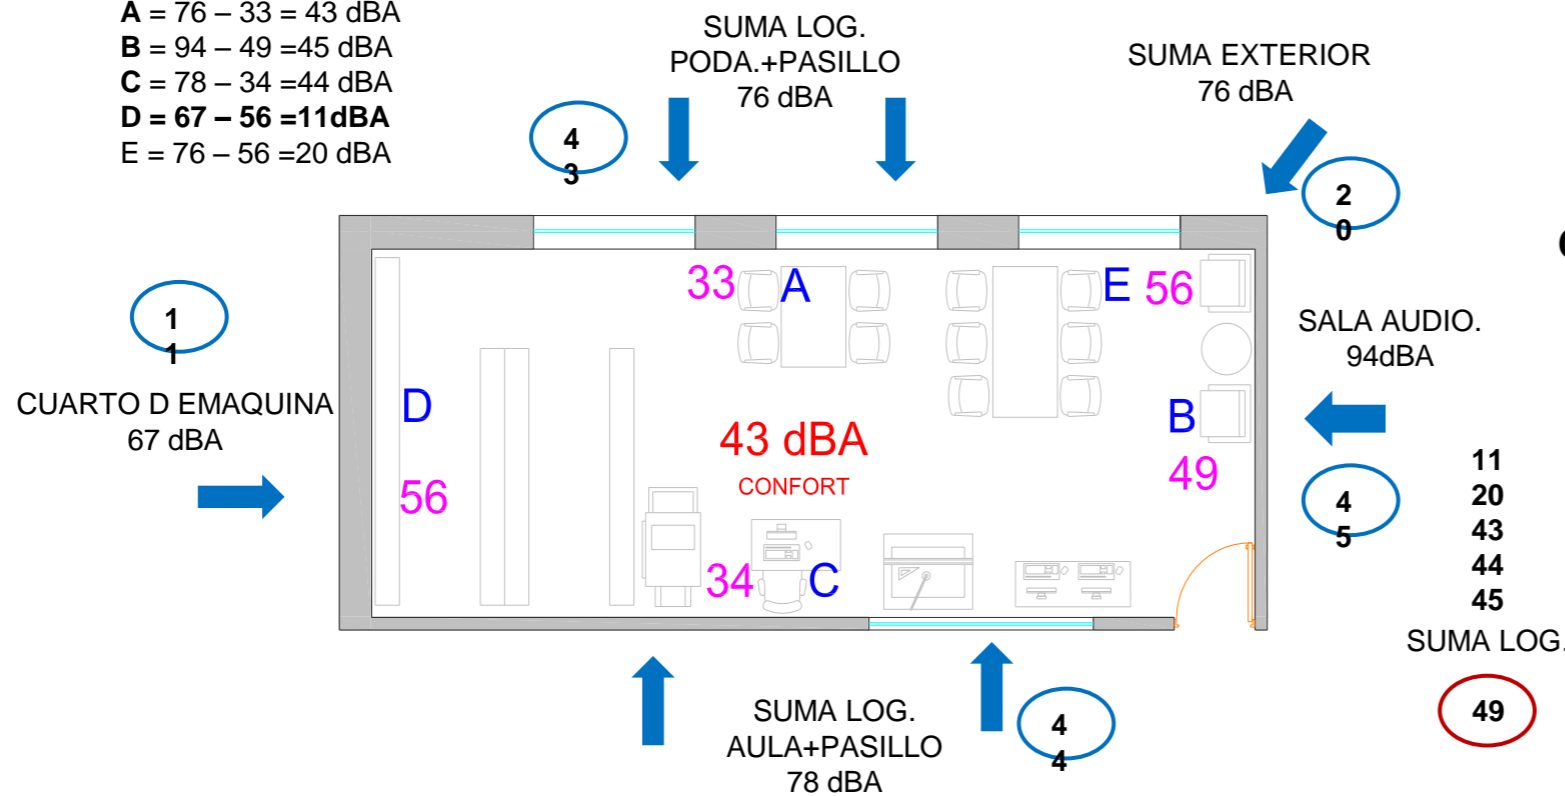 A = 76 – 33 = 43 dBA
B = 94 – 49 =45 dBA
C = 78 – 34 =44 dBA
D = 67 – 56 =11dBA
E = 76 – 56 =20 dBA
SUMA LOG.
PODA.+PASILLO
76 dBA
SUMA EXTERIOR
76 dBA
4
3
2
0
33
A
E
56
1
1
SALA AUDIO.
94dBA
CUARTO D EMAQUINA
67 dBA
D
B
43 dBA
CONFORT
56
49
4
5
11
20
43
44
45
SUMA LOG.
49
34
C
SUMA LOG.
AULA+PASILLO
78 dBA
4
4